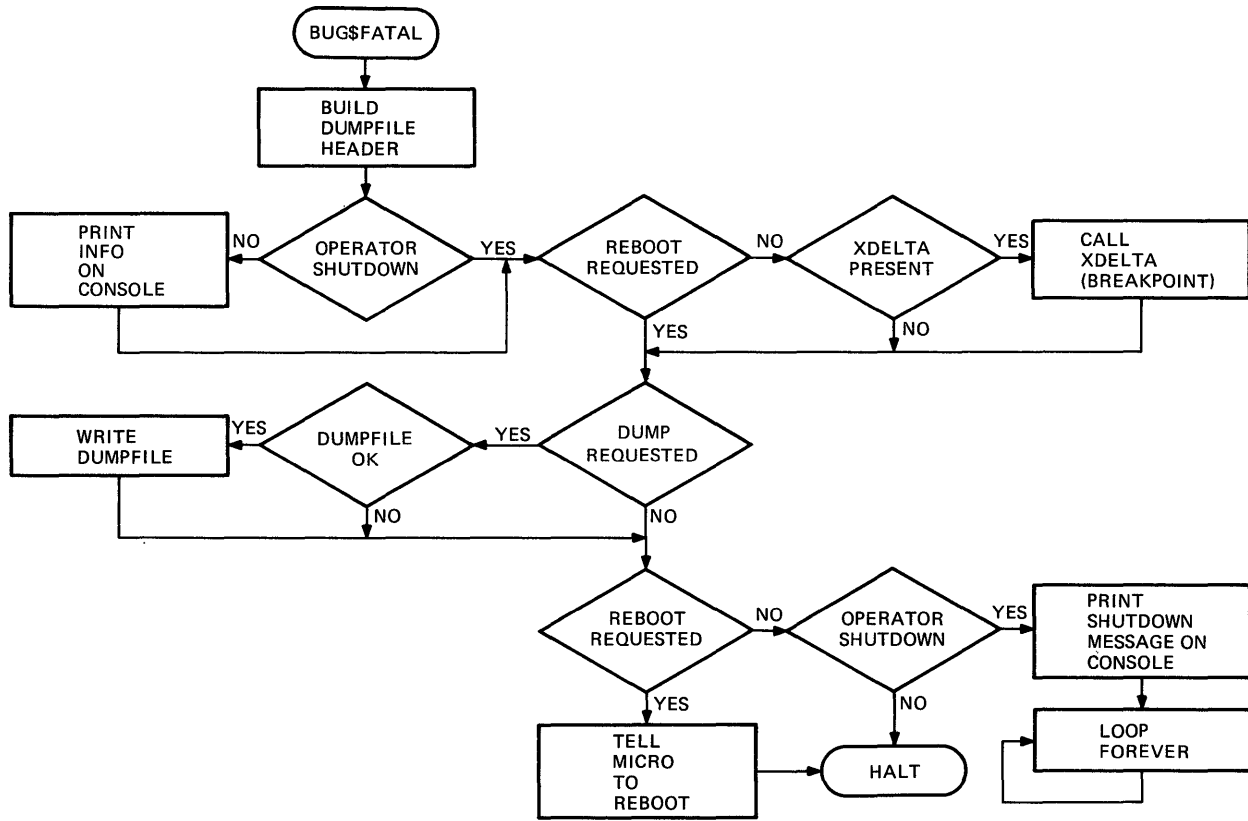 BUG$FATAL
BUILD
DUMPFILE
HEADER
PRINT
INFO
ON
CONSOLE
NO
OPERATOR
SHUTDOWN
YES
REBOOT
REQUESTED
NO
XDELTA
PRESENT
YES
CALL
XDELTA
(BREAKPOINT)
YES
NO
WRITE
DUMPFILE
YES
DUMPFILE
OK
YES
DUMP
REQUESTED
NO
NO
REBOOT
REQUESTED
NO
OPERATOR
SHUTDOWN
YES
PRINT
SHUTDOWN
MESSAGE ON
CONSOLE
YES
NO
TELL
MICRO
TO
REBOOT
HALT
LOOP
FOREVER